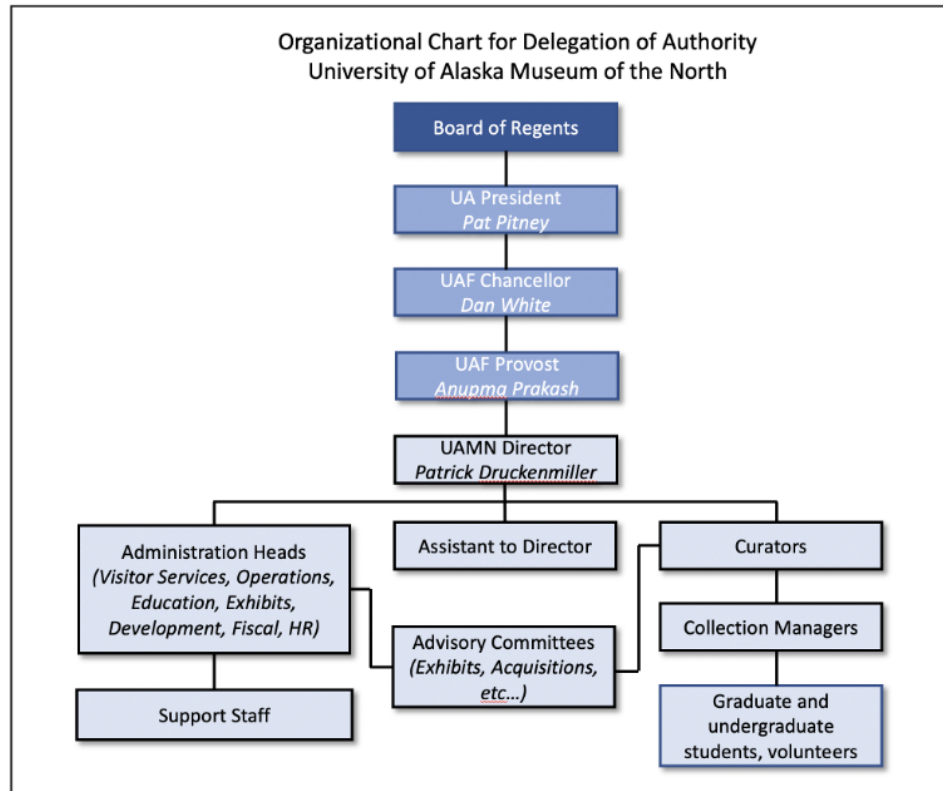 Organizational Chart for Delegation of Authority
University of Alaska Museum of the North
Board of Regents
UA President
Pat Pitney
UAF Chancellor
Dan White
UAF Provost
Anupma Prakash
UAMN Director
Patrick Druckenmiller
Administration Heads
(Visitor Services, Operations,
Education, Exhibits,
Development, Fiscal, HR)
Assistant to Director
Curators
Advisory Committees
(Exhibits, Acquisitions,
etc...)
Collection Managers
Support Staff
Graduate and
undergraduate
students, volunteers